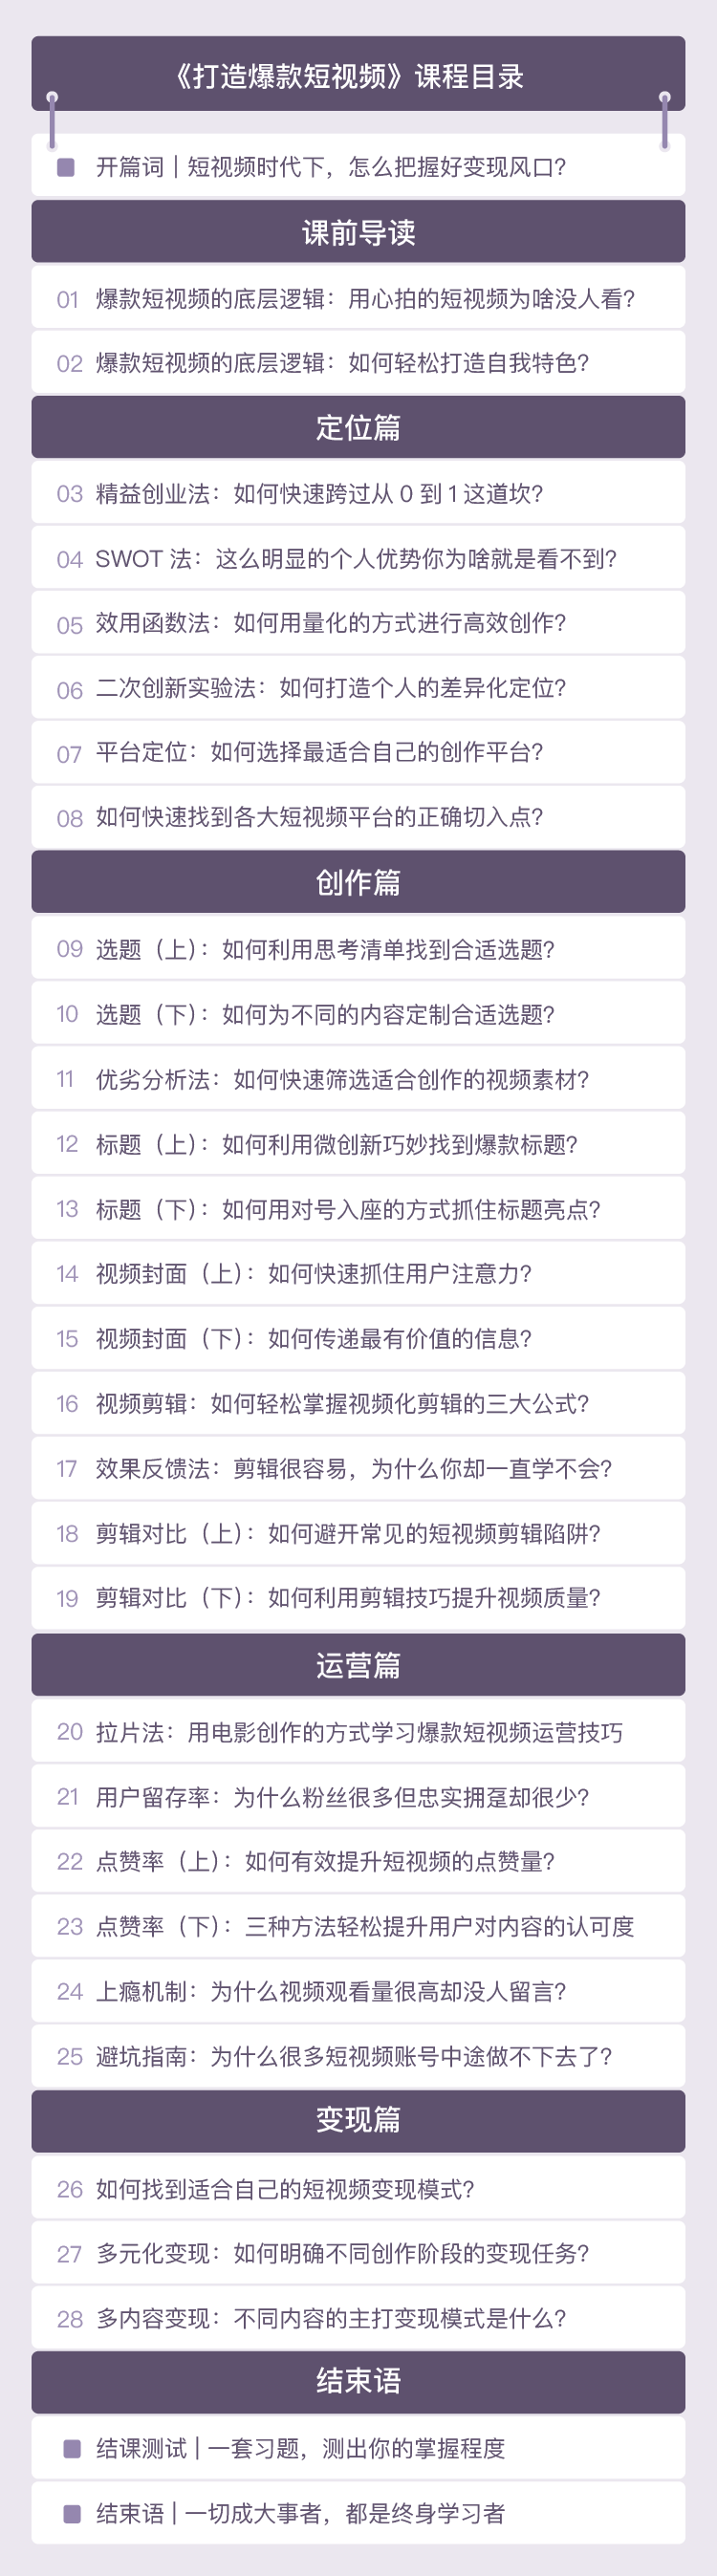 《打造爆款短视频》课程目录
开篇词｜短视频时代下，怎么把握好变现风口？
课前导读
01 爆款短视频的底层逻辑：用心拍的短视频为啥没人看？
02 爆款短视频的底层逻辑：如何轻松打造自我特色？
定位篇
03 精益创业法：如何快速跨过从 0 到 1 这道坎？
04 SWOT 法：这么明显的个人优势你为啥就是看不到？
05 效用函数法：如何用量化的方式进行高效创作？
06 二次创新实验法：如何打造个人的差异化定位？
07 平台定位：如何选择最适合自己的创作平台？
08 如何快速找到各大短视频平台的正确切入点？
创作篇
09 选题（上）：如何利用思考清单找到合适选题？
10 选题（下）：如何为不同的内容定制合适选题？
11 优劣分析法：如何快速筛选适合创作的视频素材？
12 标题（上）：如何利用微创新巧妙找到爆款标题？
13 标题（下）：如何用对号入座的方式抓住标题亮点？
14 视频封面（上）：如何快速抓住用户注意力？
15 视频封面（下）：如何传递最有价值的信息？
16 视频剪辑：如何轻松掌握视频化剪辑的三大公式？
17 效果反馈法：剪辑很容易，为什么你却一直学不会？
18 剪辑对比（上）：如何避开常见的短视频剪辑陷阱？
19 剪辑对比（下）：如何利用剪辑技巧提升视频质量？
运营篇
20 拉片法：用电影创作的方式学习爆款短视频运营技巧
21 用户留存率：为什么粉丝很多但忠实拥趸却很少？
22 点赞率（上）：如何有效提升短视频的点赞量？
23 点赞率（下）：三种方法轻松提升用户对内容的认可度
24 上瘾机制：为什么视频观看量很高却没人留言？
25 避坑指南：为什么很多短视频账号中途做不下去了？
变现篇
26 如何找到适合自己的短视频变现模式？
27 多元化变现：如何明确不同创作阶段的变现任务？
28 多内容变现：不同内容的主打变现模式是什么？
结束语
结课测试｜一套习题，测出你的掌握程度
结束语｜一切成大事者，都是终身学习者